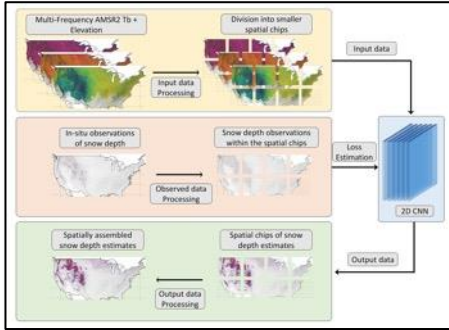 Multi-Frequency AMSR2 Tb +
Elevation
Division into smaller
spatial chips
Input data
Processing
Input data
In-situ observations
of snow depth
Snow depth observations
within the spatial chips
Observed data
Processing
Loss
Estimation
2D CNN
Spatially assembled
snow depth estimates
Spatial chips of snow
depth estimates
Output data
Processing
Output data